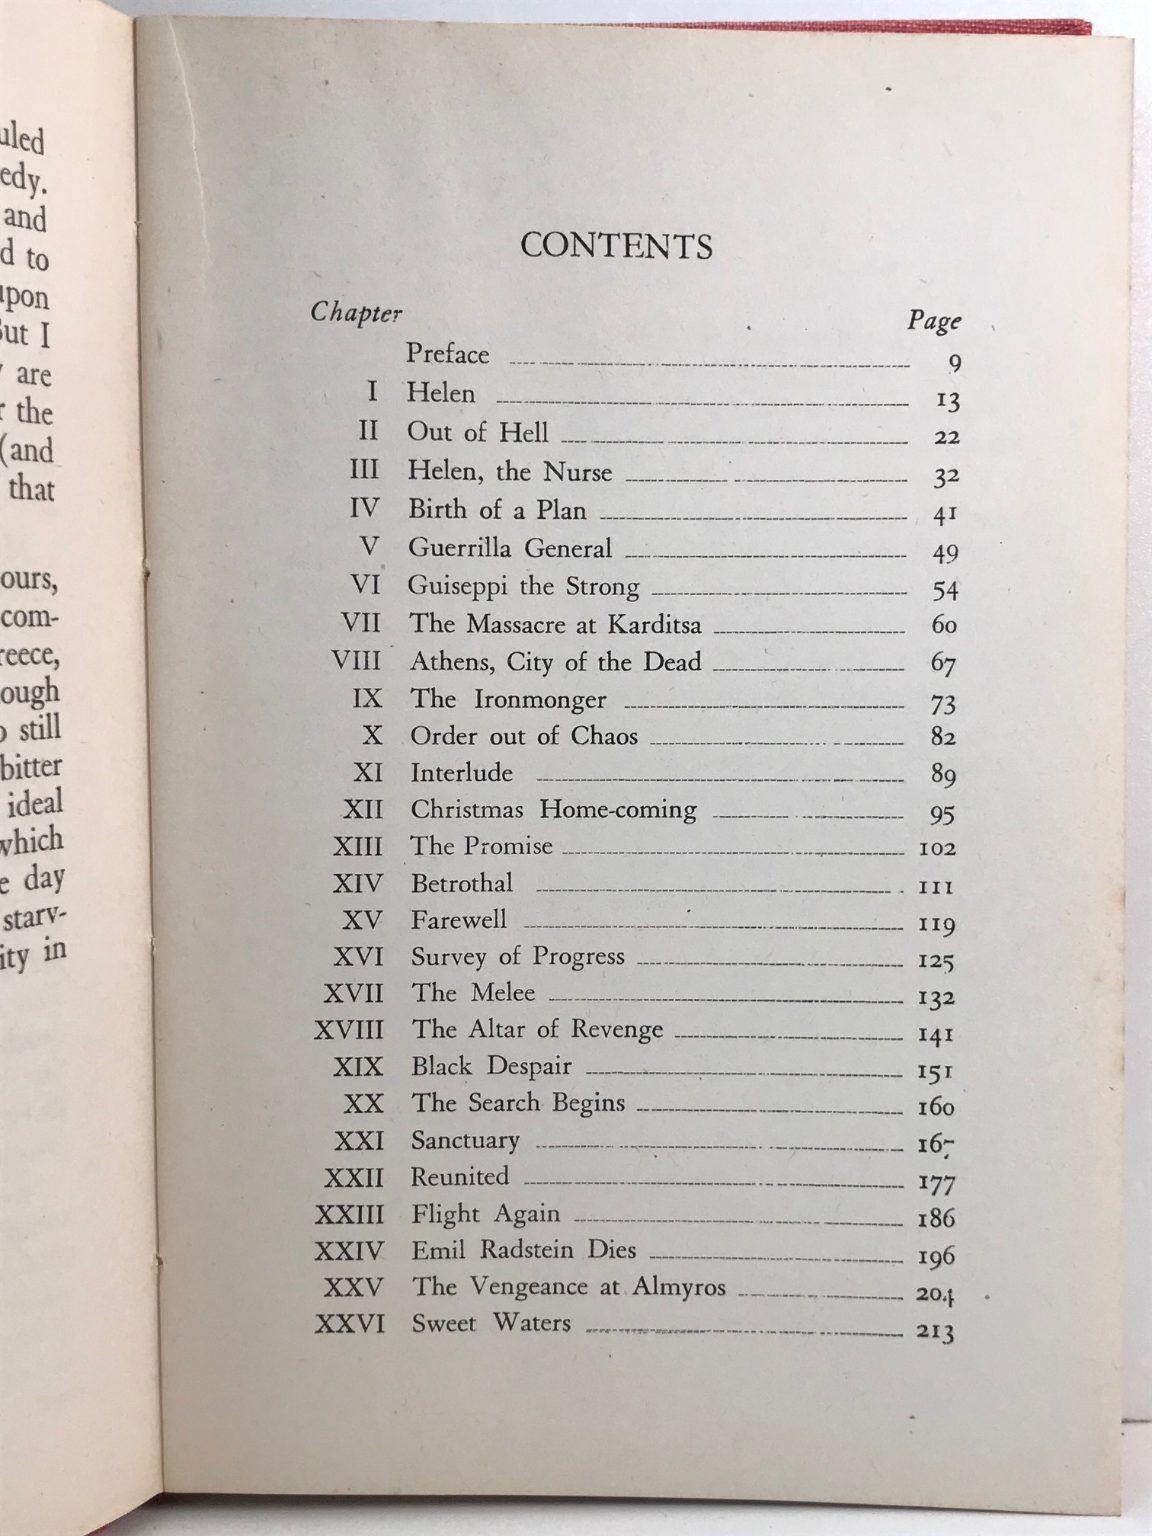 uled
edy.
and
d to
upon
But I
are
r the
(and
that
ours,
com-
reece,
ough
still
bitter
ideal
which
e day
starv-
ity in
CONTENTS
Chapter Page
Preface 9
I Helen 13
II Out of Hell 22
III Helen, the Nurse 32
IV Birth of a Plan 41
V Guerrilla General 49
VI Guiseppi the Strong 54
VII The Massacre at Karditsa 60
VIII Athens, City of the Dead 67
IX The Ironmonger 73
X Order out of Chaos 82
XI Interlude 89
XII Christmas Home-coming 95
XIII The Promise 102
XIV Betrothal 111
XV Farewell 119
XVI Survey of Progress 125
XVII The Melee 132
XVIII The Altar of Revenge 141
XIX Black Despair 151
XX The Search Begins 160
XXI Sanctuary 167
XXII Reunited 177
XXIII Flight Again 186
XXIV Emil Radstein Dies 196
XXV The Vengeance at Almyros 204
XXVI Sweet Waters 213